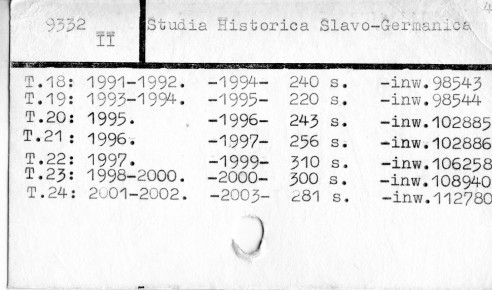 4
9332 Studia Historica Slavo-Germanica
II
T.18: 1991-1992. -1994- 240 s. -inw.98543
T.19: 1993-1994. -1995- 220 s. -inw.98544
T.20: 1995. -1996- 243 s. -inw.102885
T.21: 1996. -1997- 256 s. -inw.102886
T.22: 1997. -1999- 310 s. -inw.106258
T.23: 1998-2000. -2000- 300 s. -inw.108940
T.24: 2001-2002. -2003- 281 s. -inw.112780